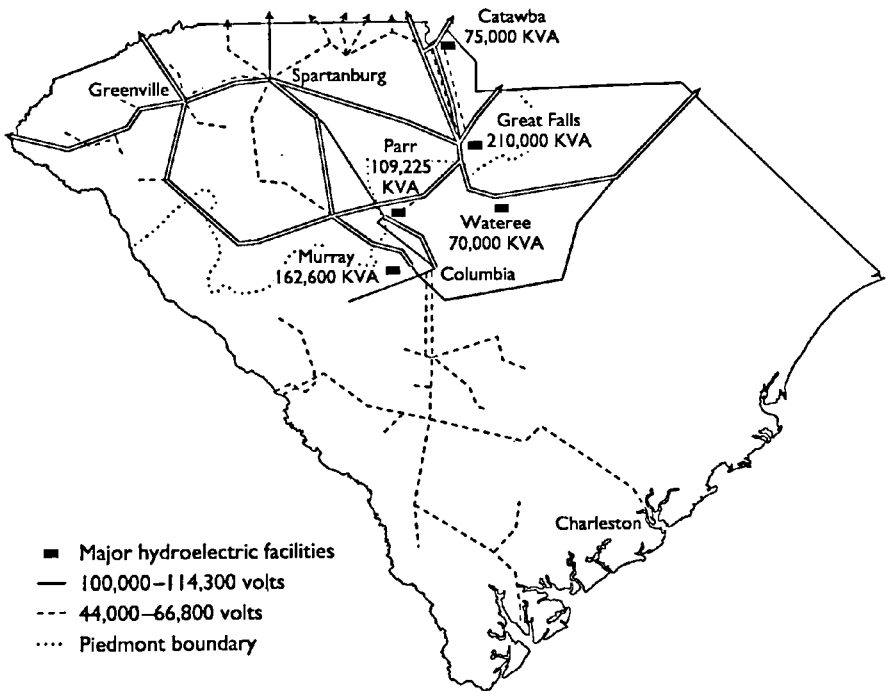 Catawba
75,000 KVA
Greenville
Spartanburg
Great Falls
210,000 KVA
Parr
109,225
KVA
Wateree
70,000 KVA
Murray
162,600 KVA
Columbia
Charleston
Major hydroelectric facilities
100,000–114,300 volts
44,000–66,800 volts
Piedmont boundary